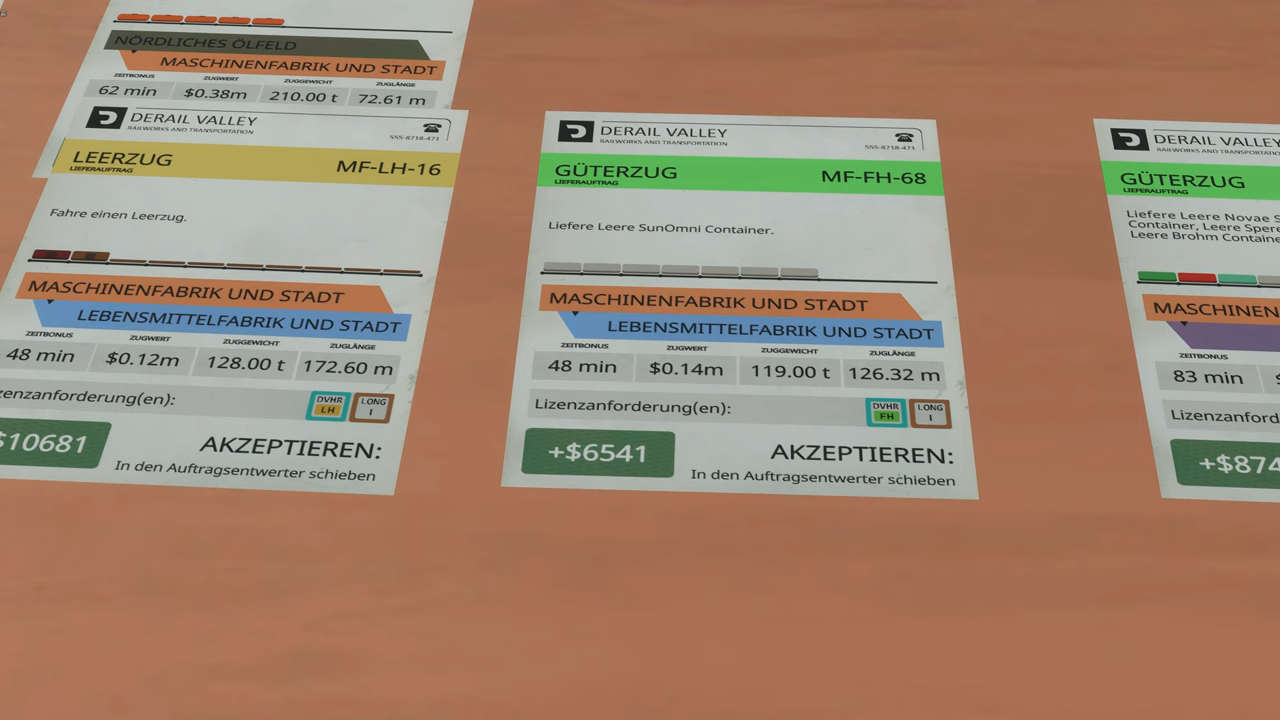 NÖRDLICHES ÖLFELD
MASCHINENFABRIK UND STADT
ZEITBONUS ZUGWERT ZUGGEWICHT ZUGLÄNGE
62 min $0.38m 210.00 t 72.61 m
DERAIL VALLEY
RAILWORKS AND TRANSPORTATION
555-8718-471
LEERZUG MF-LH-16
LIEFERAUFTRAG
Fahre einen Leerzug.
MASCHINENFABRIK UND STADT
LEBENSMITTELFABRIK UND STADT
ZEITBONUS ZUGWERT ZUGGEWICHT ZUGLÄNGE
48 min $0.12m 128.00 t 172.60 m
zenzanforderung(en):
DVHR LH LONG I
$10681
AKZEPTIEREN:
In den Auftragsentwerter schieben
DERAIL VALLEY
RAILWORKS AND TRANSPORTATION
555-8718-471
GÜTERZUG MF-FH-68
LIEFERAUFTRAG
Liefere Leere SunOmni Container.
MASCHINENFABRIK UND STADT
LEBENSMITTELFABRIK UND STADT
ZEITBONUS ZUGWERT ZUGGEWICHT ZUGLÄNGE
48 min $0.14m 119.00 t 126.32 m
Lizenzanforderung(en):
DVHR FH LONG I
+$6541
AKZEPTIEREN:
In den Auftragsentwerter schieben
DERAIL VALLEY
RAILWORKS AND TRANSPORTATION
GÜTERZUG
LIEFERAUFTRAG
Liefere Leere Novae S
Container, Leere Spere
Leere Brohm Containe
MASCHINEN
ZEITBONUS
83 min
Lizenzanford
+$874